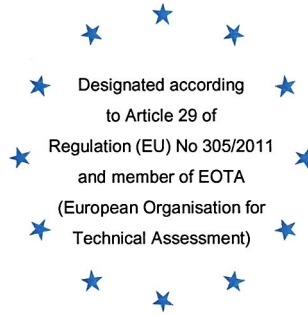 Designated according
to Article 29 of
Regulation (EU) No 305/2011
and member of EOTA
(European Organisation for
Technical Assessment)